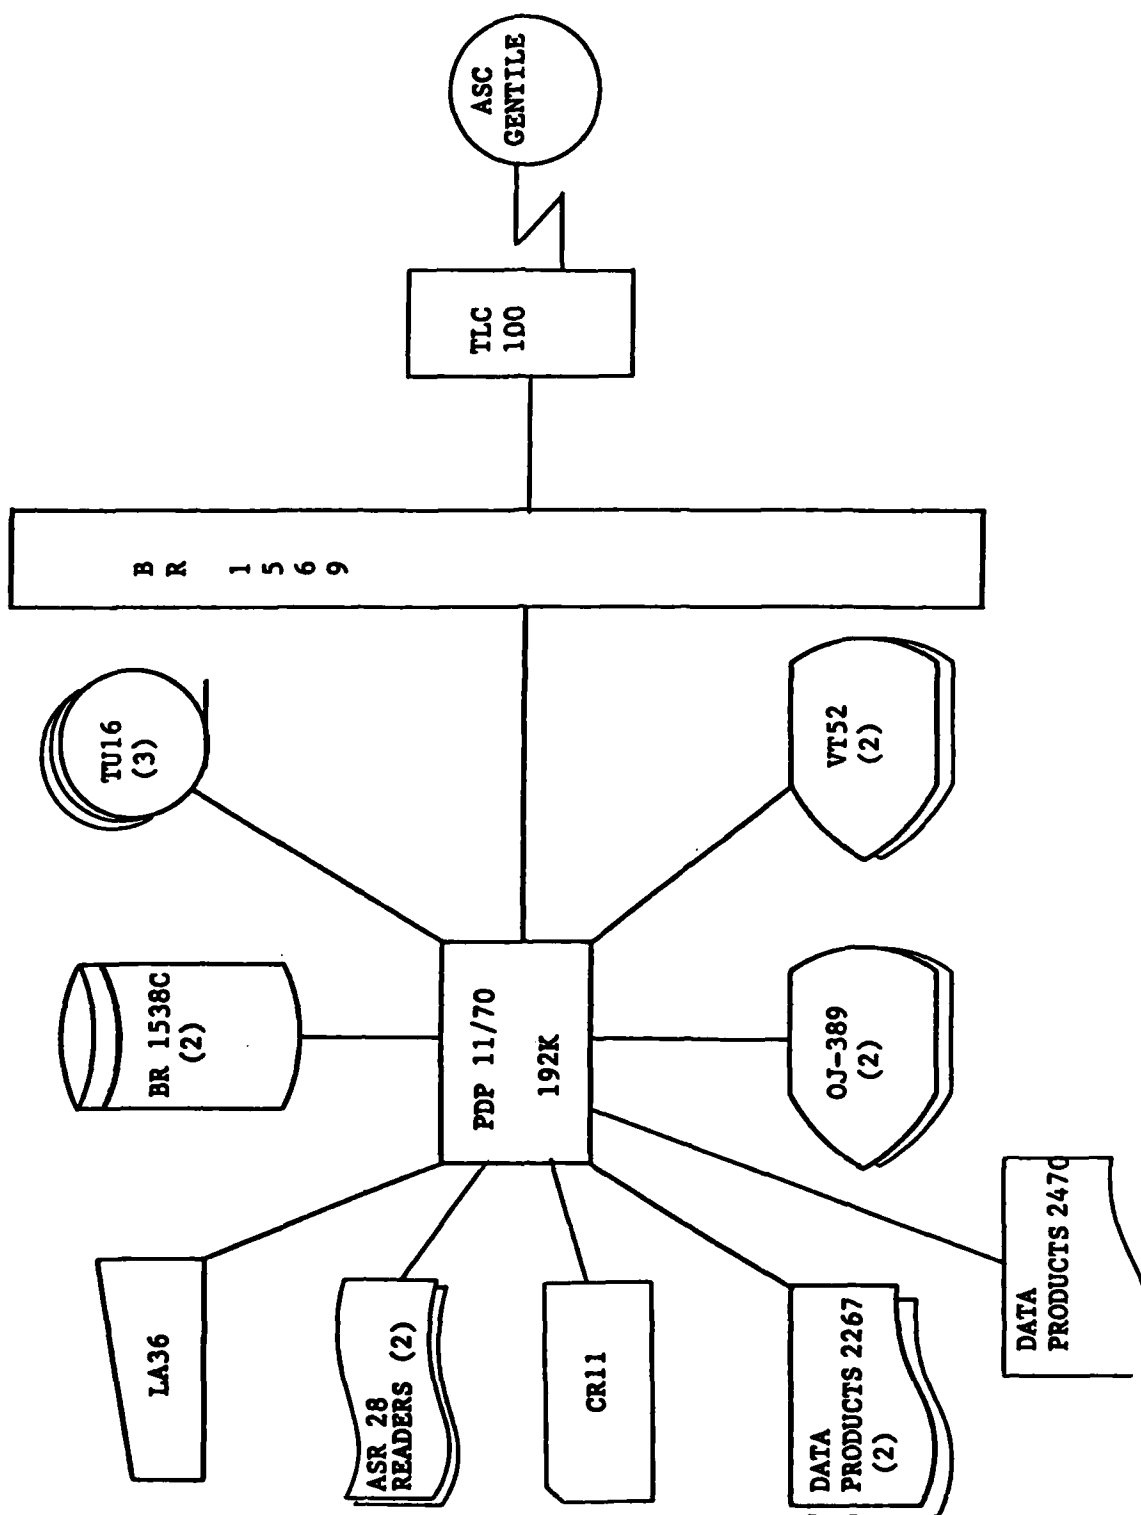 LA36
BR 1538C
(2)
TU16
(3)
B
R
1
5
6
9
ASR 28
READERS (2)
PDP 11/70
192K
TLC
100
ASC
GENTILE
CR11
DATA
PRODUCTS 2267
(2)
OJ-389
(2)
VT52
(2)
DATA
PRODUCTS 2470